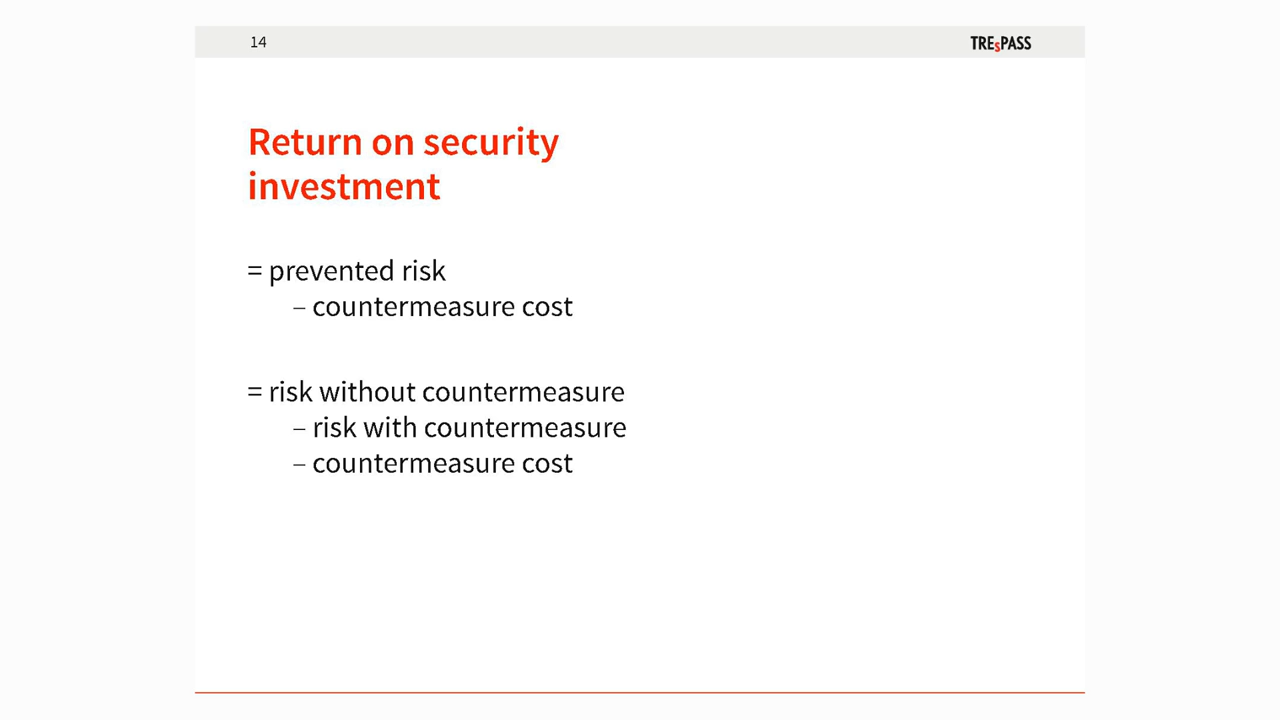 14
TREsPASS
Return on security
investment
= prevented risk
– countermeasure cost
= risk without countermeasure
– risk with countermeasure
– countermeasure cost